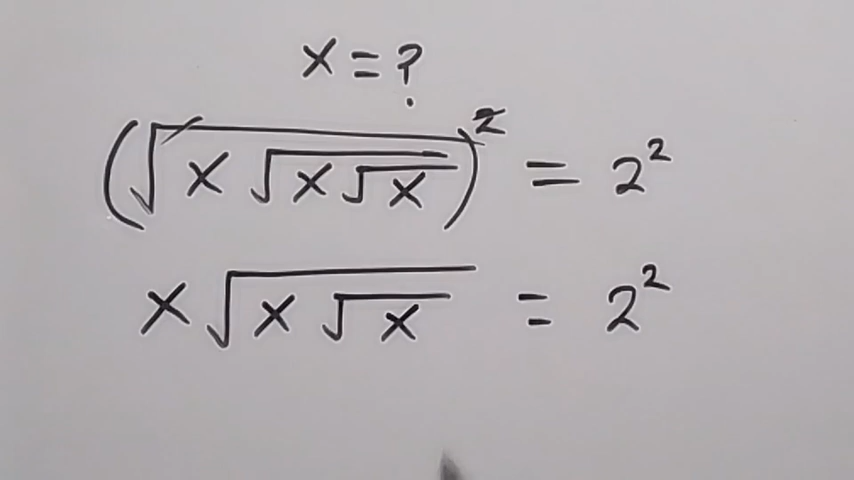 x = ?
(√(x√(x√x)))² = 2²
x√(x√x) = 2²